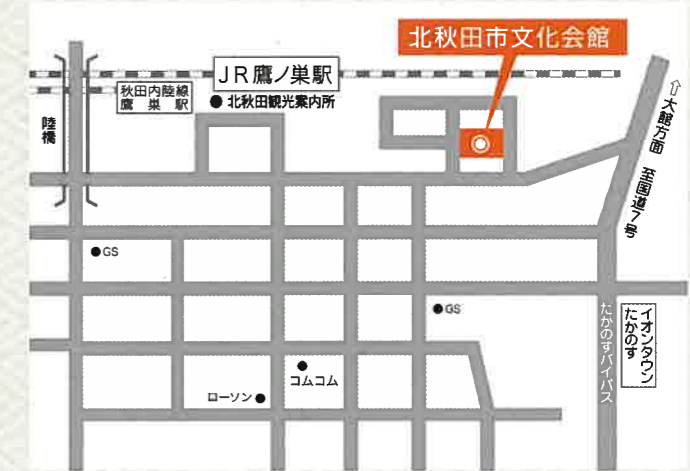 北秋田市文化会館
JR鷹ノ巣駅
秋田内陸線
鷹巣駅
● 北秋田観光案内所
陸橋
⇧大館方面 至国道7号
●GS
●GS
たかのすバイパス
イオンタウン
たかのす
コムコム
ローソン●